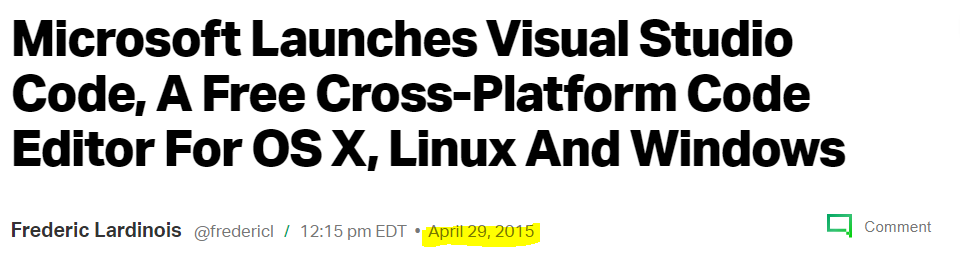 Microsoft Launches Visual Studio
Code, A Free Cross-Platform Code
Editor For OS X, Linux And Windows
Frederic Lardinois @fredericl / 12:15 pm EDT • April 29, 2015 Comment